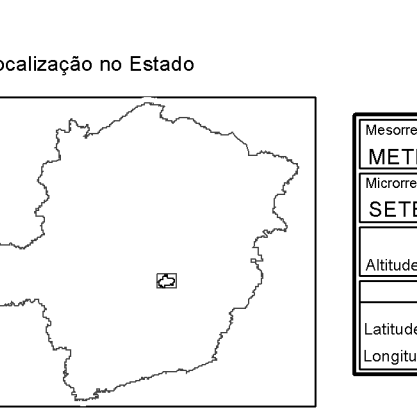 ocalização no Estado
Mesorre
METI
Microrre
SETE
Altitude
Latitude
Longitu